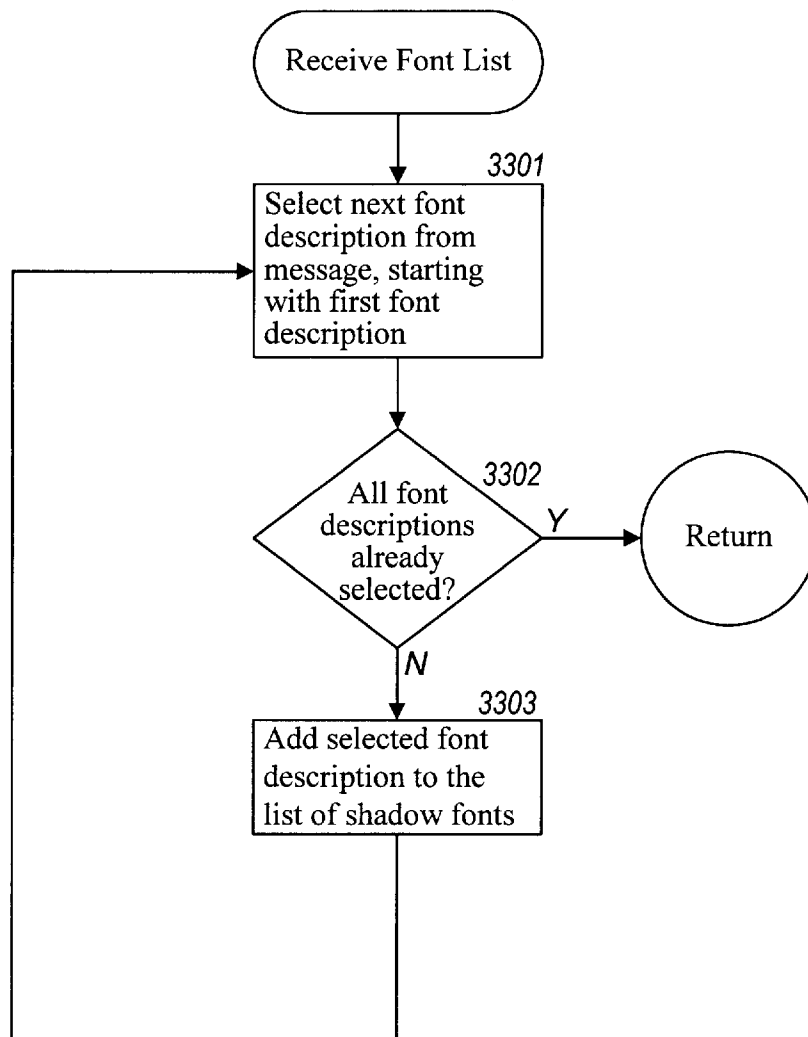 Receive Font List
3301
Select next font
description from
message, starting
with first font
description
3302
All font
descriptions
already
selected?
Y
Return
N
3303
Add selected font
description to the
list of shadow fonts